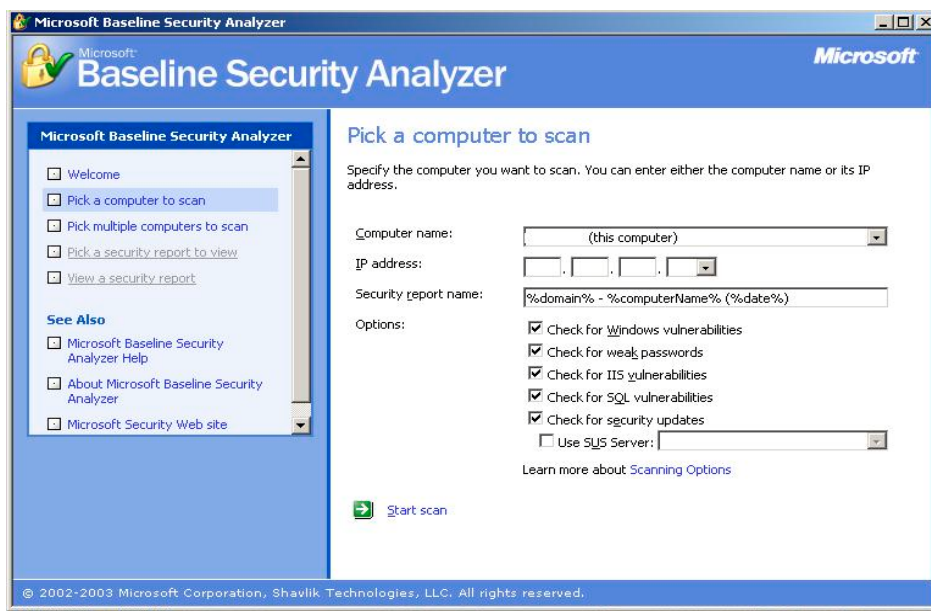 Microsoft Baseline Security Analyzer
Microsoft
Baseline Security Analyzer
Microsoft
Microsoft Baseline Security Analyzer
Welcome
Pick a computer to scan
Pick multiple computers to scan
Pick a security report to view
View a security report
See Also
Microsoft Baseline Security
Analyzer Help
About Microsoft Baseline Security
Analyzer
Microsoft Security Web site
Pick a computer to scan
Specify the computer you want to scan. You can enter either the computer name or its IP
address.
Computer name:
(this computer)
IP address:
. . .
Security report name:
%domain% - %computerName% (%date%)
Options:
Check for Windows vulnerabilities
Check for weak passwords
Check for IIS vulnerabilities
Check for SQL vulnerabilities
Check for security updates
Use SUS Server:
Learn more about Scanning Options
Start scan
© 2002-2003 Microsoft Corporation, Shavlik Technologies, LLC. All rights reserved.